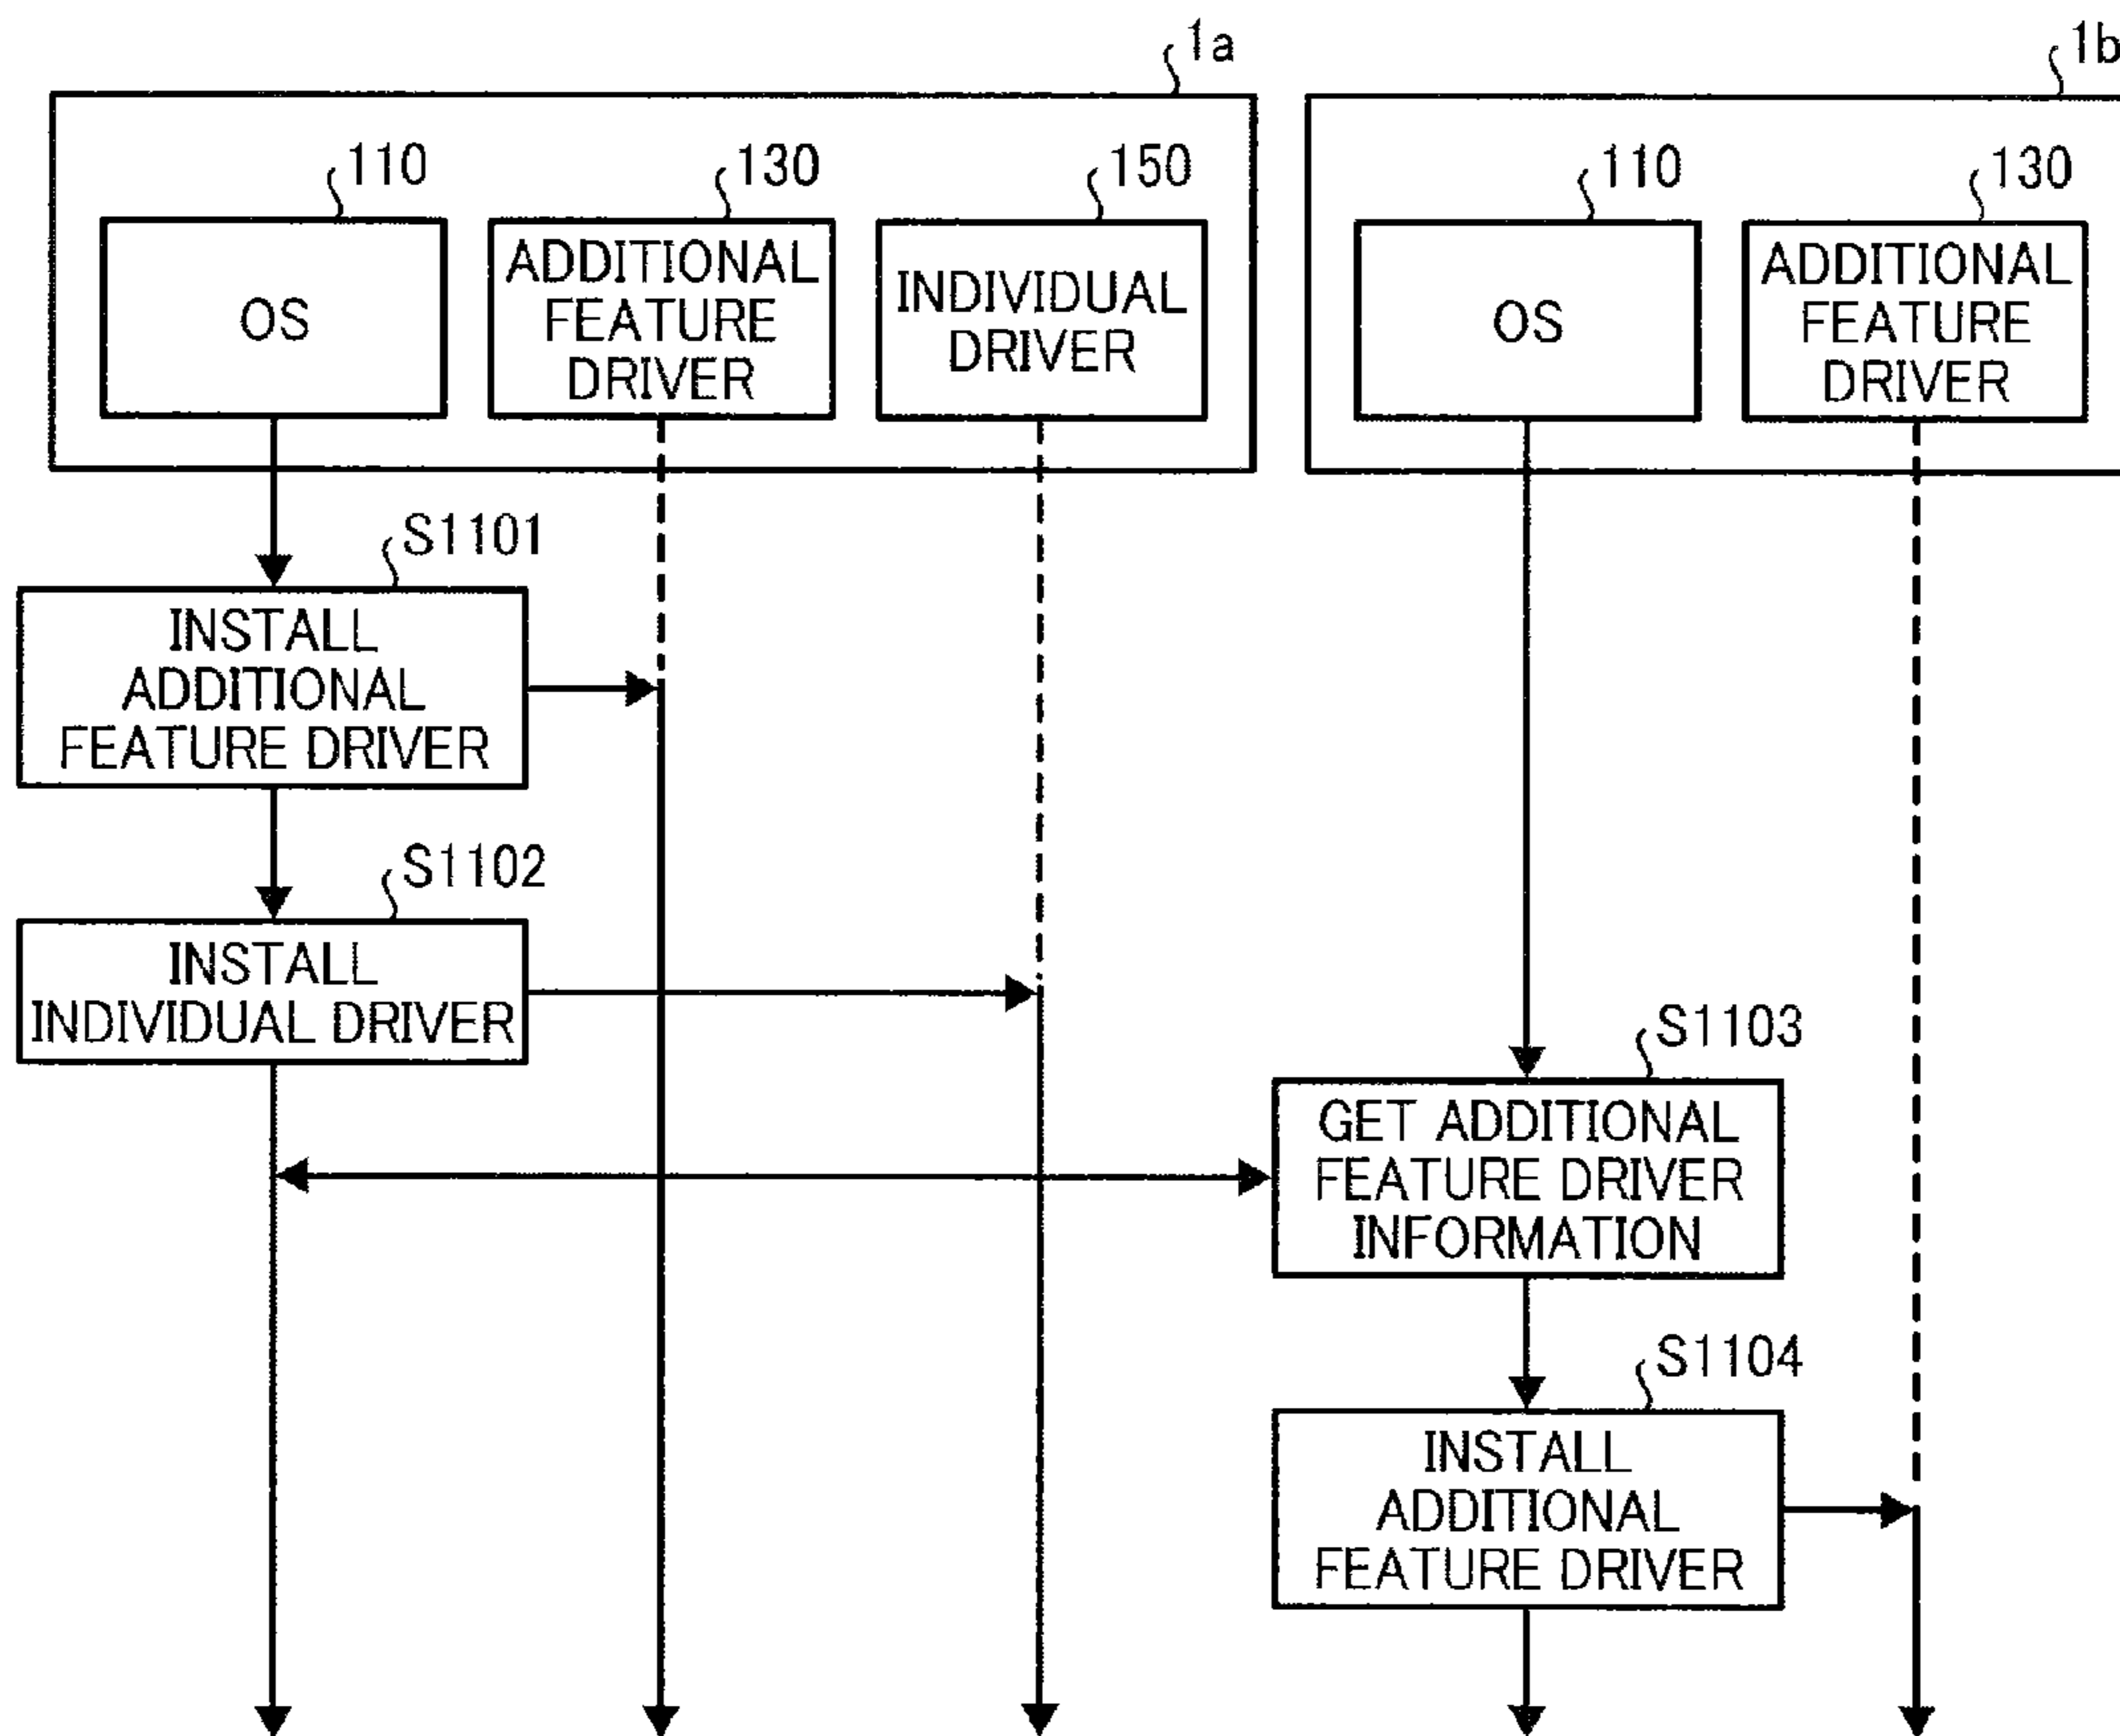 1a
1b
110
130
150
110
130
OS
ADDITIONAL
FEATURE
DRIVER
INDIVIDUAL
DRIVER
OS
ADDITIONAL
FEATURE
DRIVER
S1101
INSTALL
ADDITIONAL
FEATURE DRIVER
S1102
INSTALL
INDIVIDUAL DRIVER
S1103
GET ADDITIONAL
FEATURE DRIVER
INFORMATION
S1104
INSTALL
ADDITIONAL
FEATURE DRIVER